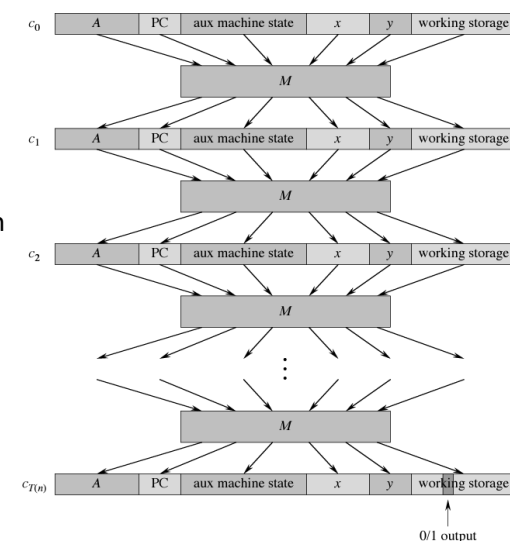 c₀ A PC aux machine state x y working storage
M
c₁ A PC aux machine state x y working storage
M
n
c₂ A PC aux machine state x y working storage
M
⋮
M
c_{T(n)} A PC aux machine state x y working storage
0/1 output